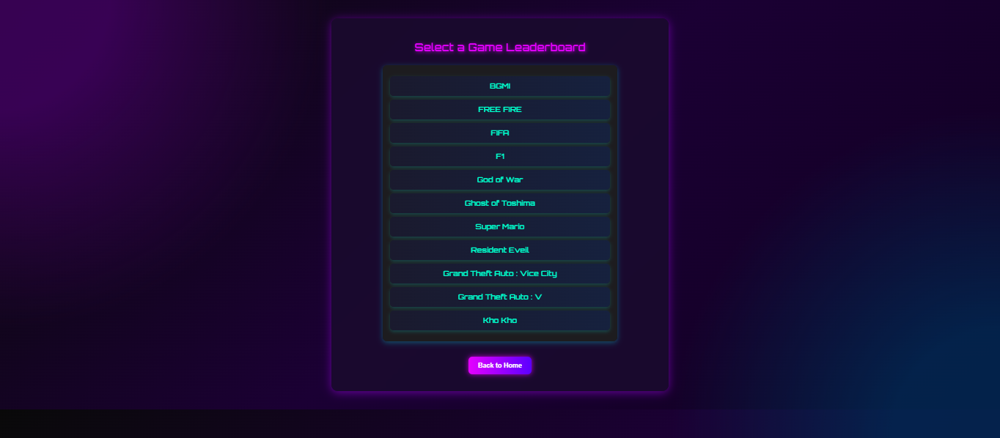 Select a Game Leaderboard
BGMI
FREE FIRE
FIFA
F1
God of War
Ghost of Toshima
Super Mario
Resident Eveil
Grand Theft Auto : Vice City
Grand Theft Auto : V
Kho Kho
Back to Home